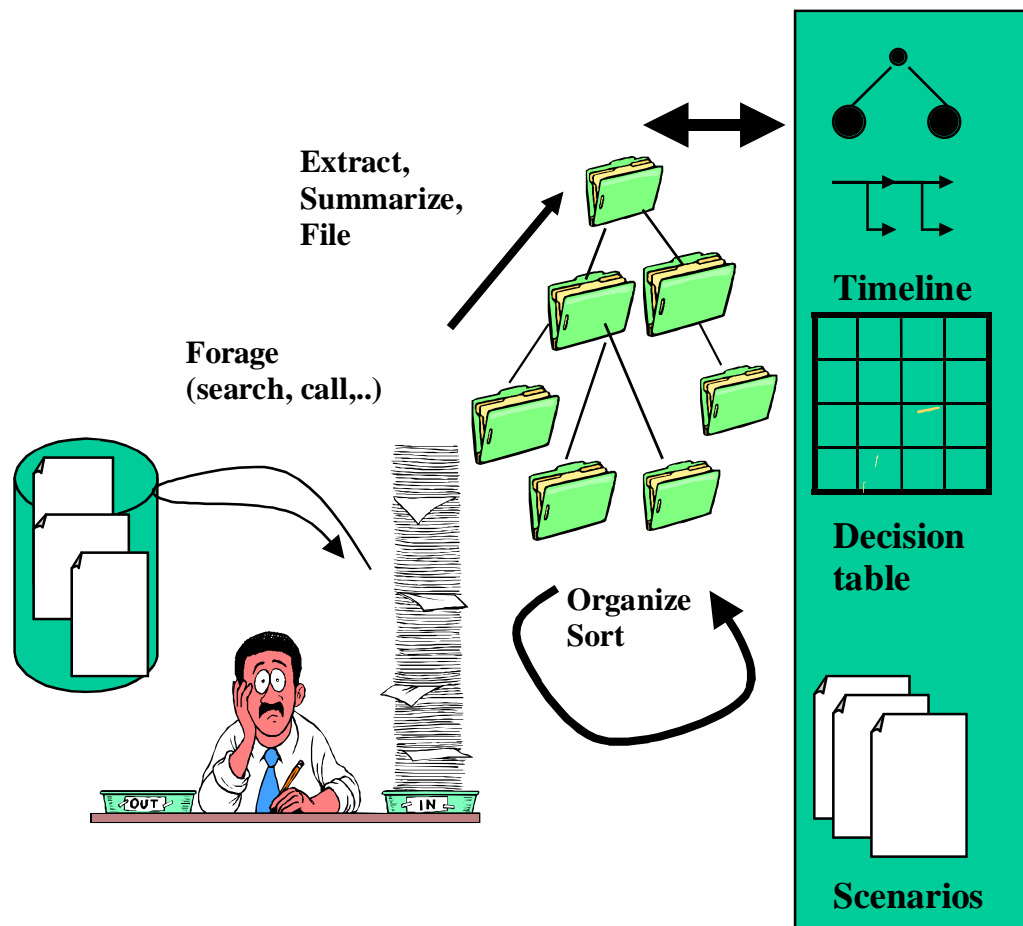 Extract,
Summarize,
File
Forage
(search, call,..)
Organize
Sort
OUT
IN
Timeline
Decision
table
Scenarios